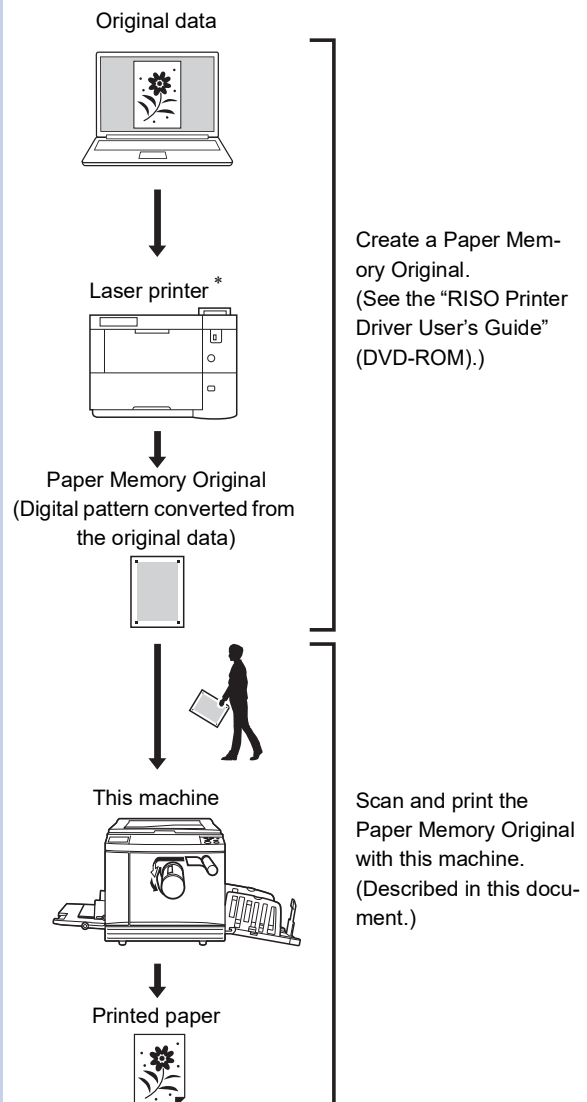 Original data
Laser printer *
Create a Paper Mem-
ory Original.
(See the “RISO Printer
Driver User’s Guide”
(DVD-ROM).)
Paper Memory Original
(Digital pattern converted from
the original data)
This machine
Scan and print the
Paper Memory Original
with this machine.
(Described in this docu-
ment.)
Printed paper